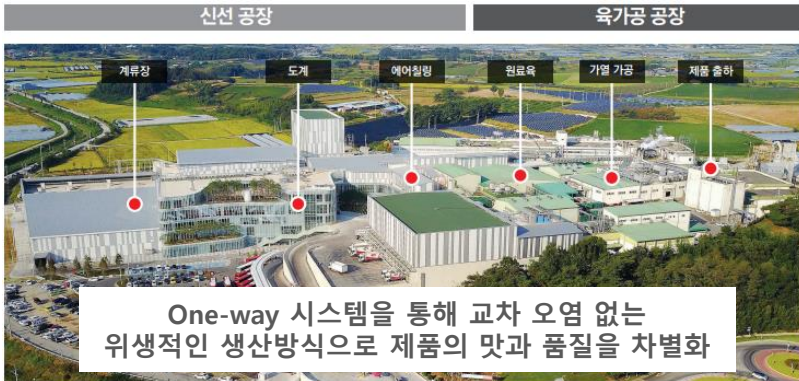 신선 공장
육가공 공장
계류장
도계
에어칠링
원료육
가열 가공
제품 출하
One-way 시스템을 통해 교차 오염 없는
위생적인 생산방식으로 제품의 맛과 품질을 차별화